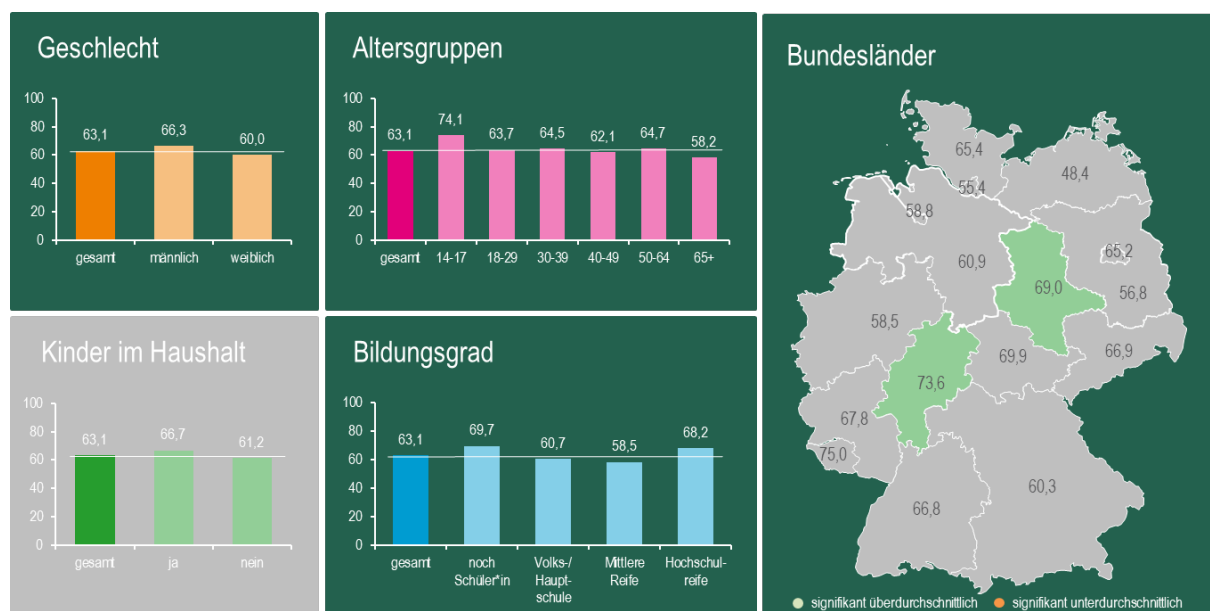 Geschlecht
100
80
60
40
20
0
63,1
66,3
60,0
gesamt
männlich
weiblich
Altersgruppen
100
80
60
40
20
0
63,1
74,1
63,7
64,5
62,1
64,7
58,2
gesamt
14-17
18-29
30-39
40-49
50-64
65+
Kinder im Haushalt
100
80
60
40
20
0
63,1
66,7
61,2
gesamt
ja
nein
Bildungsgrad
100
80
60
40
20
0
63,1
69,7
60,7
58,5
68,2
gesamt
noch
Schüler*in
Volks-/
Haupt-
schule
Mittlere
Reife
Hochschul-
reife
Bundesländer
65,4
48,4
55,4
58,8
65,2
60,9
69,0
56,8
58,5
66,9
69,9
73,6
67,8
75,0
60,3
66,8
signifikant überdurchschnittlich
signifikant unterdurchschnittlich